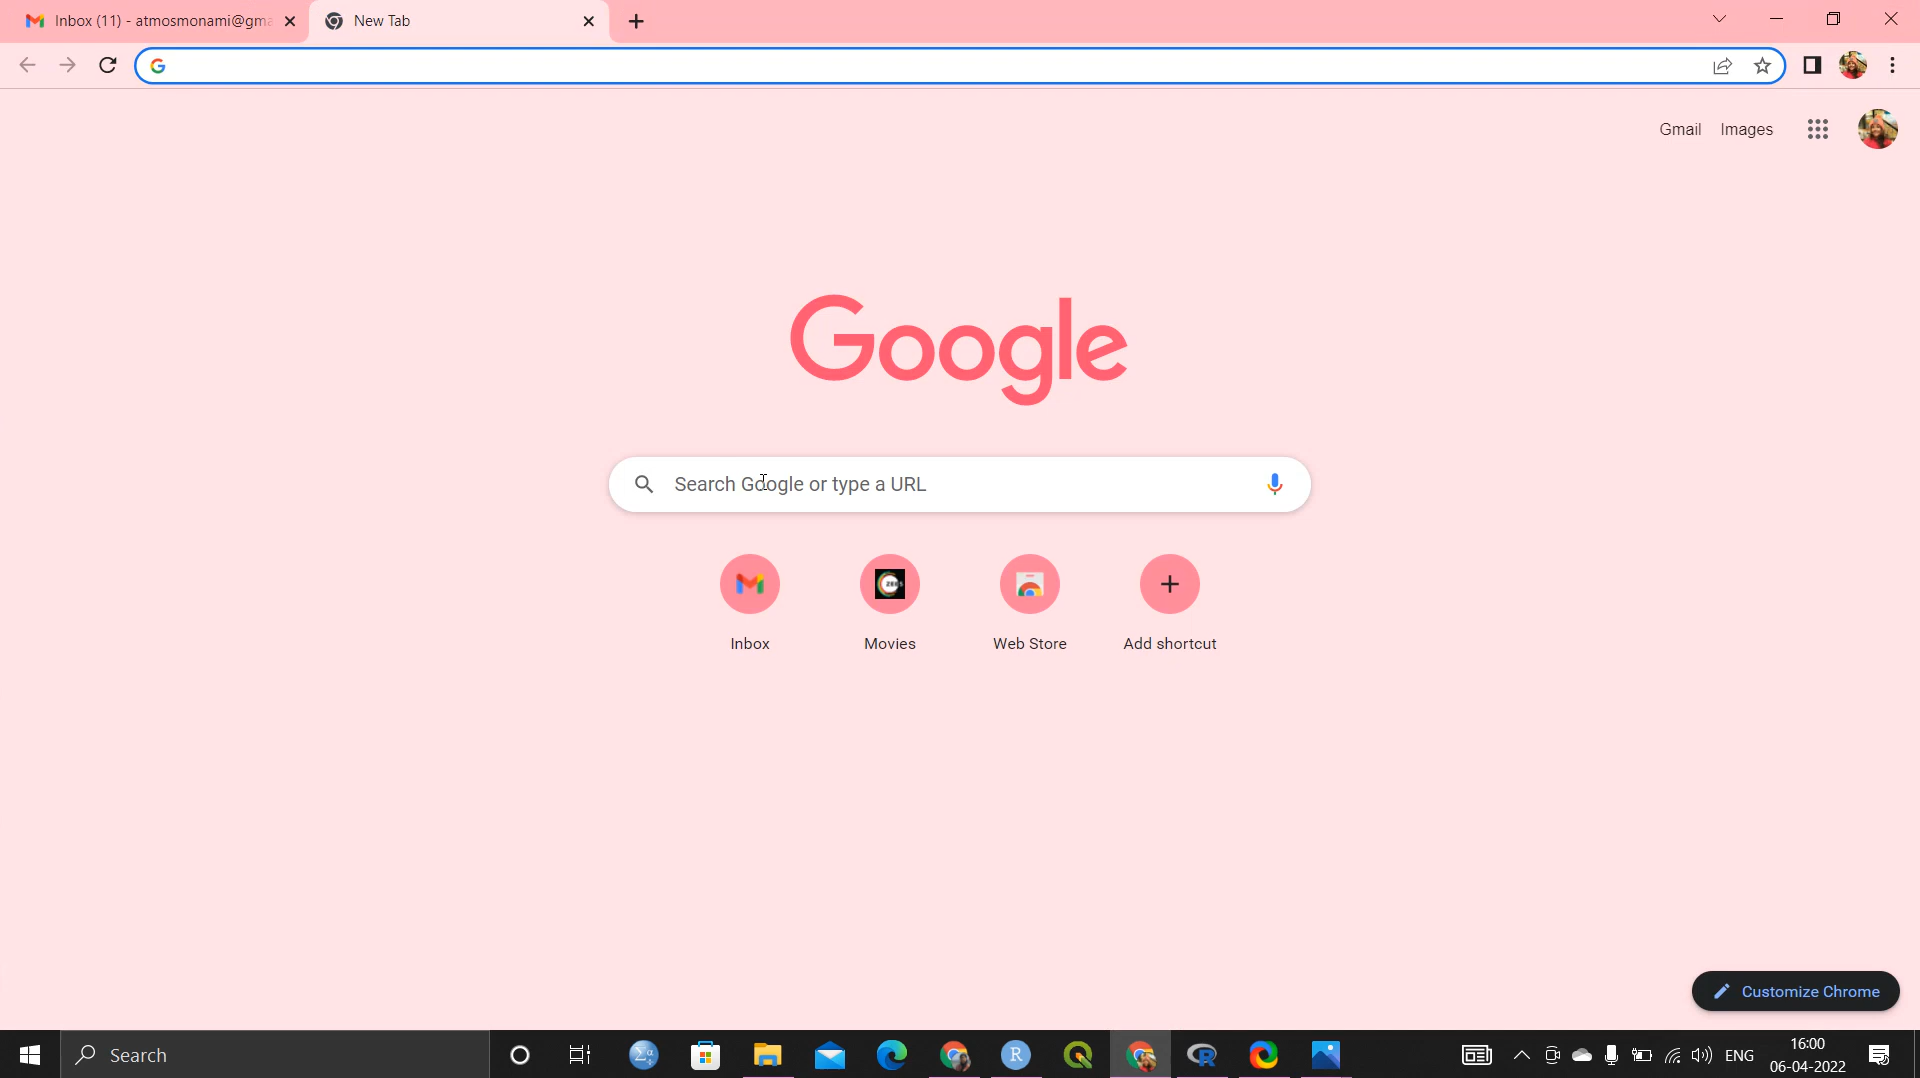 Inbox (11) - atmosmonami@gma
New Tab
Gmail Images
Google
Search Google or type a URL
Inbox Movies Web Store Add shortcut
Customize Chrome
Search
ENG
16:00
06-04-2022